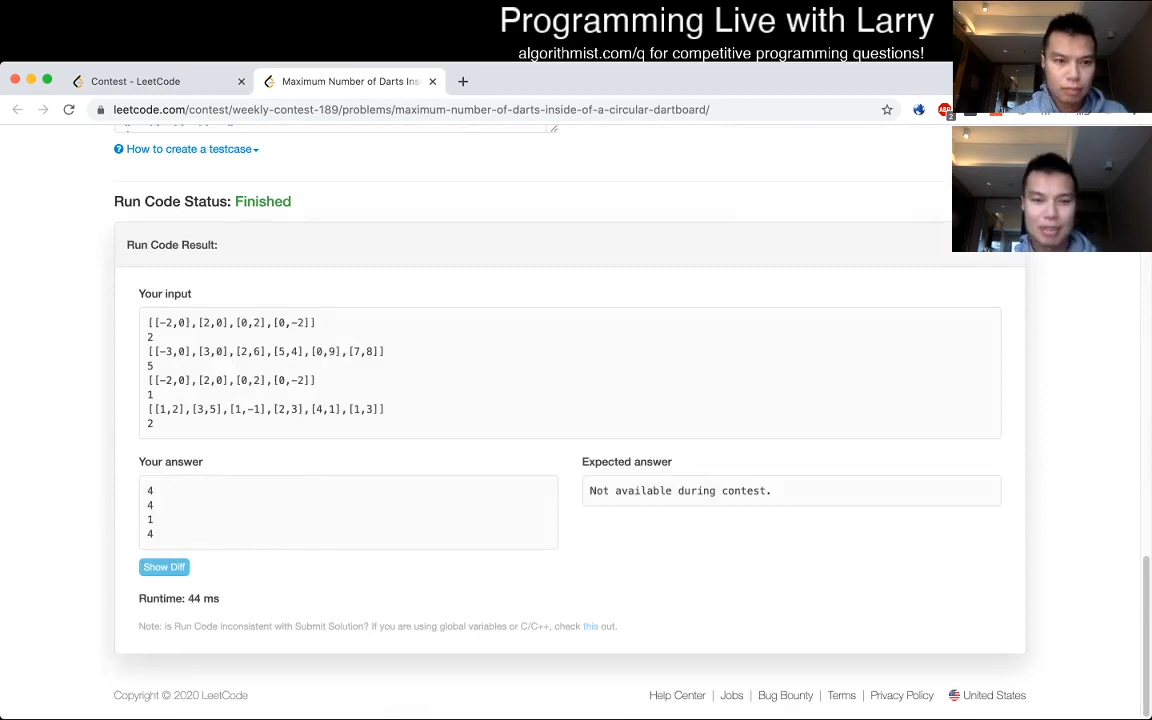 Programming Live with Larry
algorithmist.com/q for competitive programming questions!
Contest - LeetCode
Maximum Number of Darts Ins
leetcode.com/contest/weekly-contest-189/problems/maximum-number-of-darts-inside-of-a-circular-dartboard/
2
How to create a testcase
Run Code Status: Finished
Run Code Result:
Your input
[[-2,0],[2,0],[0,2],[0,-2]]
2
[[-3,0],[3,0],[2,6],[5,4],[0,9],[7,8]]
5
[[-2,0],[2,0],[0,2],[0,-2]]
1
[[1,2],[3,5],[1,-1],[2,3],[4,1],[1,3]]
2
Your answer
4
4
1
4
Expected answer
Not available during contest.
Show Diff
Runtime: 44 ms
Note: is Run Code inconsistent with Submit Solution? If you are using global variables or C/C++, check this out.
Copyright © 2020 LeetCode
Help Center | Jobs | Bug Bounty | Terms | Privacy Policy United States